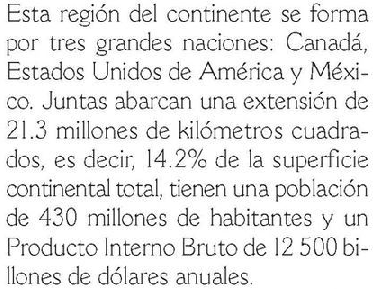 Esta región del continente se forma
por tres grandes naciones: Canadá,
Estados Unidos de América y Méxi-
co. Juntas abarcan una extensión de
21.3 millones de kilómetros cuadra-
dos, es decir, 14.2% de la superficie
continental total, tienen una población
de 430 millones de habitantes y un
Producto Interno Bruto de 12 500 bi-
llones de dólares anuales.